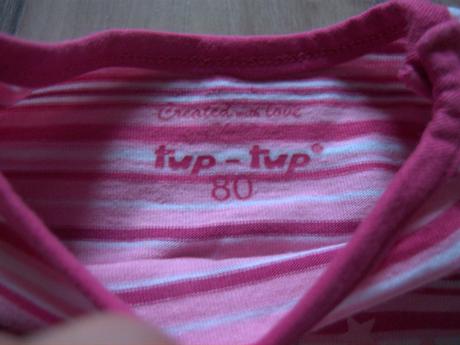 Created with Love
tup-tup®
80